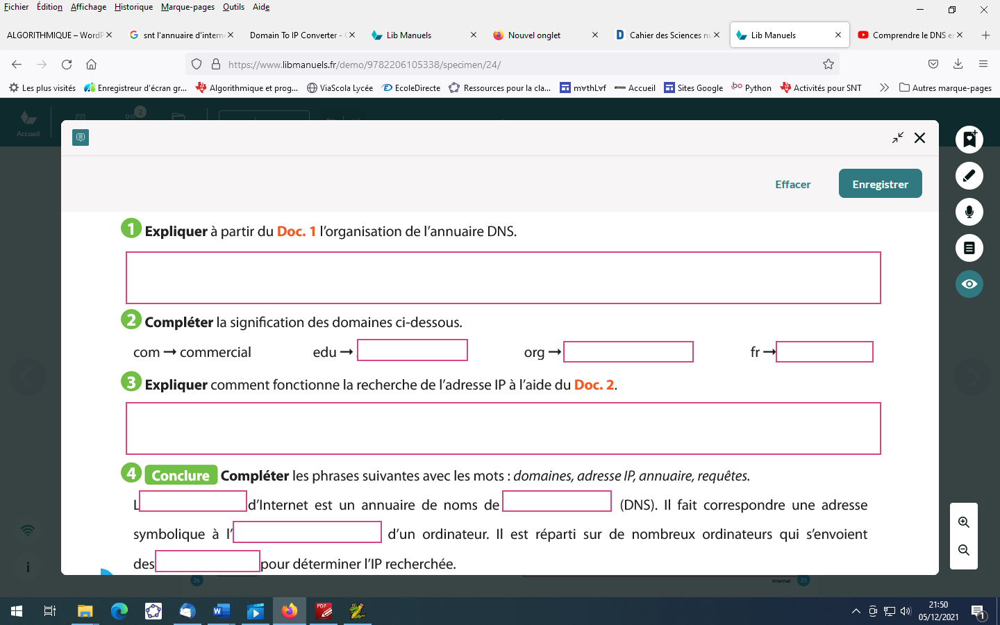 Fichier Édition Affichage Historique Marque-pages Outils Aide
ALGORITHMIQUE – WordP snt l'annuaire d'intern Domain To IP Converter - Lib Manuels Nouvel onglet Cahier des Sciences nu Lib Manuels Comprendre le DNS e
https://www.libmanuels.fr/demo/9782206105338/specimen/24/
Les plus visités Enregistreur d'écran gr... Algorithmique et prog... ViaScola Lycée EcoleDirecte Ressources pour la cla... m∀thL∀f Accueil Sites Google Python Activités pour SNT Autres marque-pages
2
Accueil
Effacer Enregistrer
1 Expliquer à partir du Doc. 1 l'organisation de l'annuaire DNS.
2 Compléter la signification des domaines ci-dessous.
com → commercial edu → org → fr →
3 Expliquer comment fonctionne la recherche de l'adresse IP à l'aide du Doc. 2.
4 Conclure Compléter les phrases suivantes avec les mots : domaines, adresse IP, annuaire, requêtes.
L d'Internet est un annuaire de noms de (DNS). Il fait correspondre une adresse
symbolique à l' d'un ordinateur. Il est réparti sur de nombreux ordinateurs qui s'envoient
des pour déterminer l'IP recherchée.
24 Internet 25
21:50
05/12/2021
1